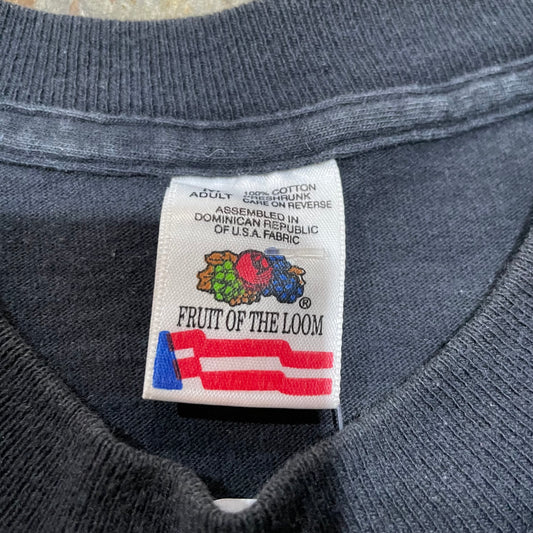 ADULT 100% COTTON
PRESHRUNK
CARE ON REVERSE
ASSEMBLED IN
DOMINICAN REPUBLIC
OF U.S.A. FABRIC
®
FRUIT OF THE LOOM